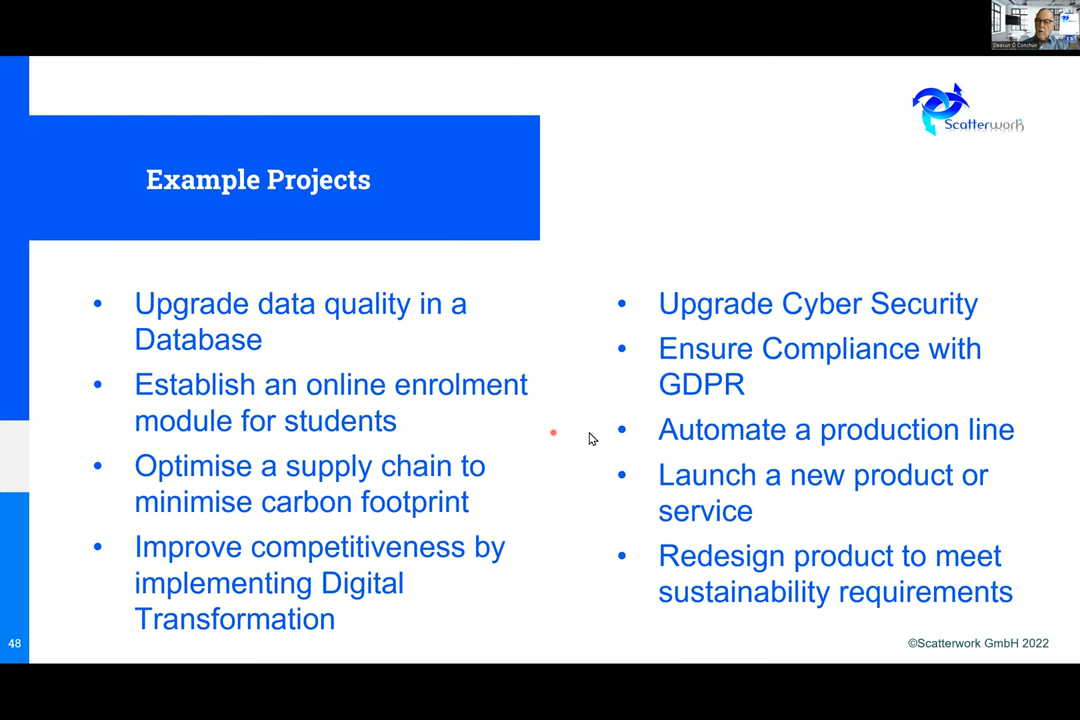 Deasún Ó Conchúir
Scatterwork
Example Projects
• Upgrade data quality in a
Database
• Establish an online enrolment
module for students
• Optimise a supply chain to
minimise carbon footprint
• Improve competitiveness by
implementing Digital
Transformation
• Upgrade Cyber Security
• Ensure Compliance with
GDPR
• Automate a production line
• Launch a new product or
service
• Redesign product to meet
sustainability requirements
48
©Scatterwork GmbH 2022